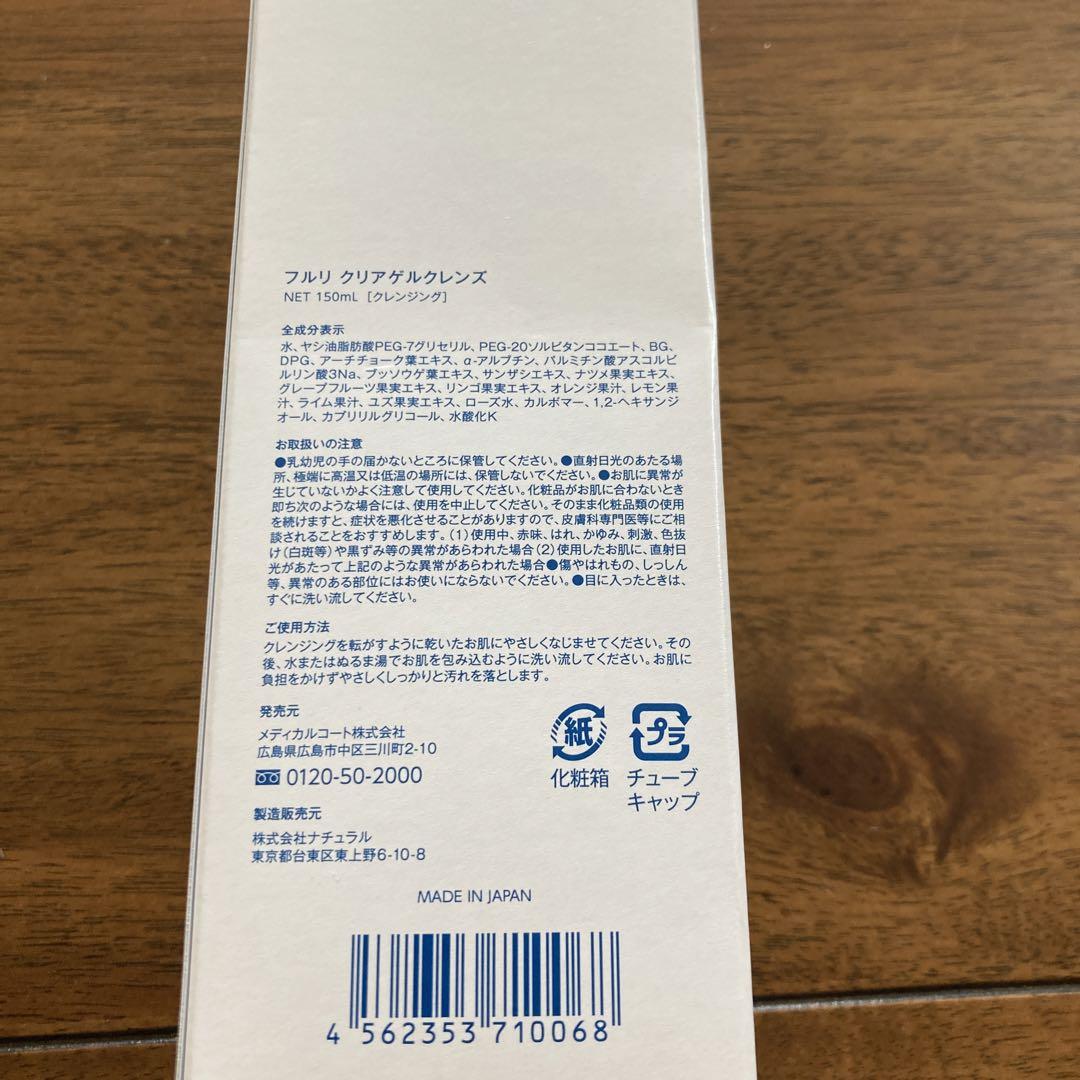 フルリ クリアゲルクレンズ
NET 150mL [クレンジング]
全成分表示
水、ヤシ油脂肪酸PEG-7グリセリル、PEG-20ソルビタンココエート、BG、
DPG、アーチチョーク葉エキス、α-アルブチン、パルミチン酸アスコルビ
ルリン酸3Na、ブッソウゲ葉エキス、サンザシエキス、ナツメ果実エキス、
グレープフルーツ果実エキス、リンゴ果実エキス、オレンジ果汁、レモン果
汁、ライム果汁、ユズ果実エキス、ローズ水、カルボマー、1,2-ヘキサンジ
オール、カプリリルグリコール、水酸化K
お取扱いの注意
●乳幼児の手の届かないところに保管してください。●直射日光のあたる場
所、極端に高温又は低温の場所には、保管しないでください。●お肌に異常が
生じていないかよく注意して使用してください。化粧品がお肌に合わないとき
即ち次のような場合には、使用を中止してください。そのまま化粧品類の使用
を続けますと、症状を悪化させることがありますので、皮膚科専門医等にご相
談されることをおすすめします。(1)使用中、赤味、はれ、かゆみ、刺激、色抜
け(白斑等)や黒ずみ等の異常があらわれた場合(2)使用したお肌に、直射日
光があたって上記のような異常があらわれた場合●傷やはれもの、しっしん
等、異常のある部位にはお使いにならないでください。●目に入ったときは、
すぐに洗い流してください。
ご使用方法
クレンジングを転がすように乾いたお肌にやさしくなじませてください。その
後、水またはぬるま湯でお肌を包み込むように洗い流してください。お肌に
負担をかけずやさしくしっかりと汚れを落とします。
発売元
メディカルコート株式会社
広島県広島市中区三川町2-10
0120-50-2000
製造販売元
株式会社ナチュラル
東京都台東区東上野6-10-8
紙
化粧箱
プラ
チューブ
キャップ
MADE IN JAPAN
4 562353 710068